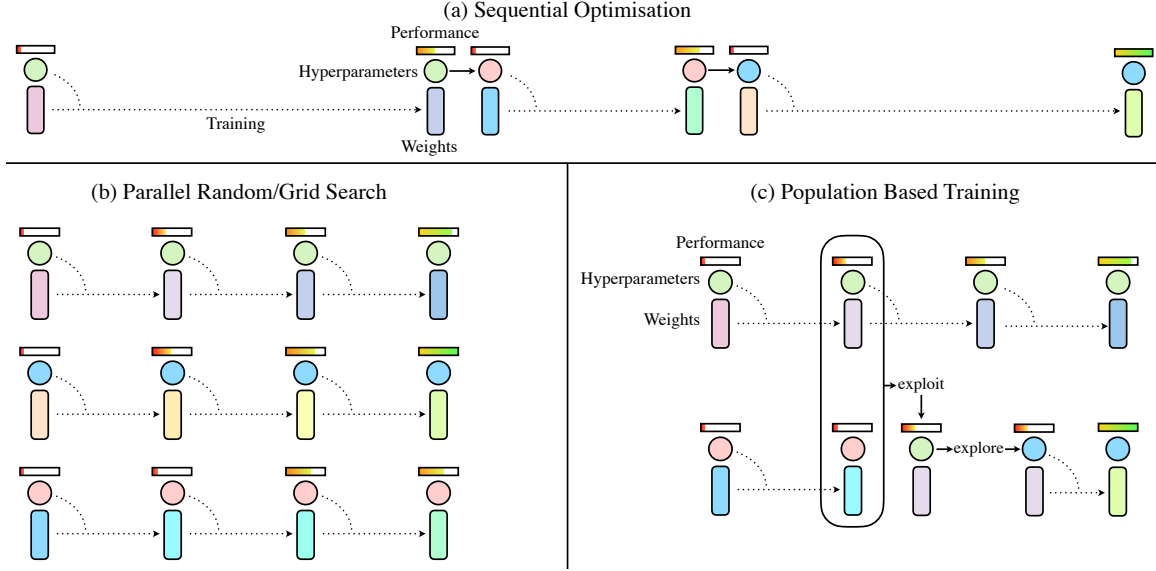 (a) Sequential Optimisation
Performance
Hyperparameters
Training
Weights
(b) Parallel Random/Grid Search
(c) Population Based Training
Performance
Hyperparameters
Weights
exploit
explore